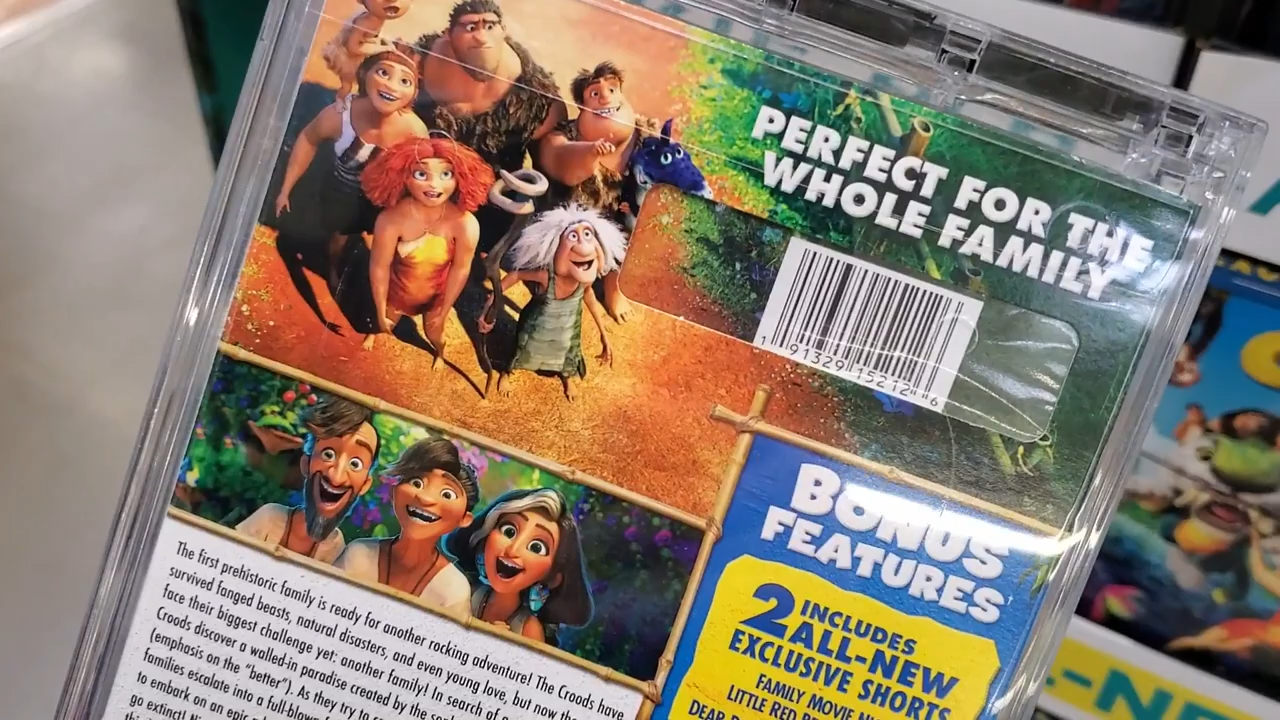 PERFECT FOR THE
WHOLE FAMILY
1 91329 15212 6
BONUS
FEATURES
INCLUDES
2 ALL-NEW
EXCLUSIVE SHORTS
FAMILY MOVIE
LITTLE RED
DEAR
The first prehistoric family is ready for another rocking adventure! The Croods have
survived fanged beasts, natural disasters, and even young love, but now the
face their biggest challenge yet: another family! In search of a
Croods discover a walled-in paradise created by the
(emphasis on the "better"). As they try to
families escalate into a full-blown
to embark on an epic
go extinct!